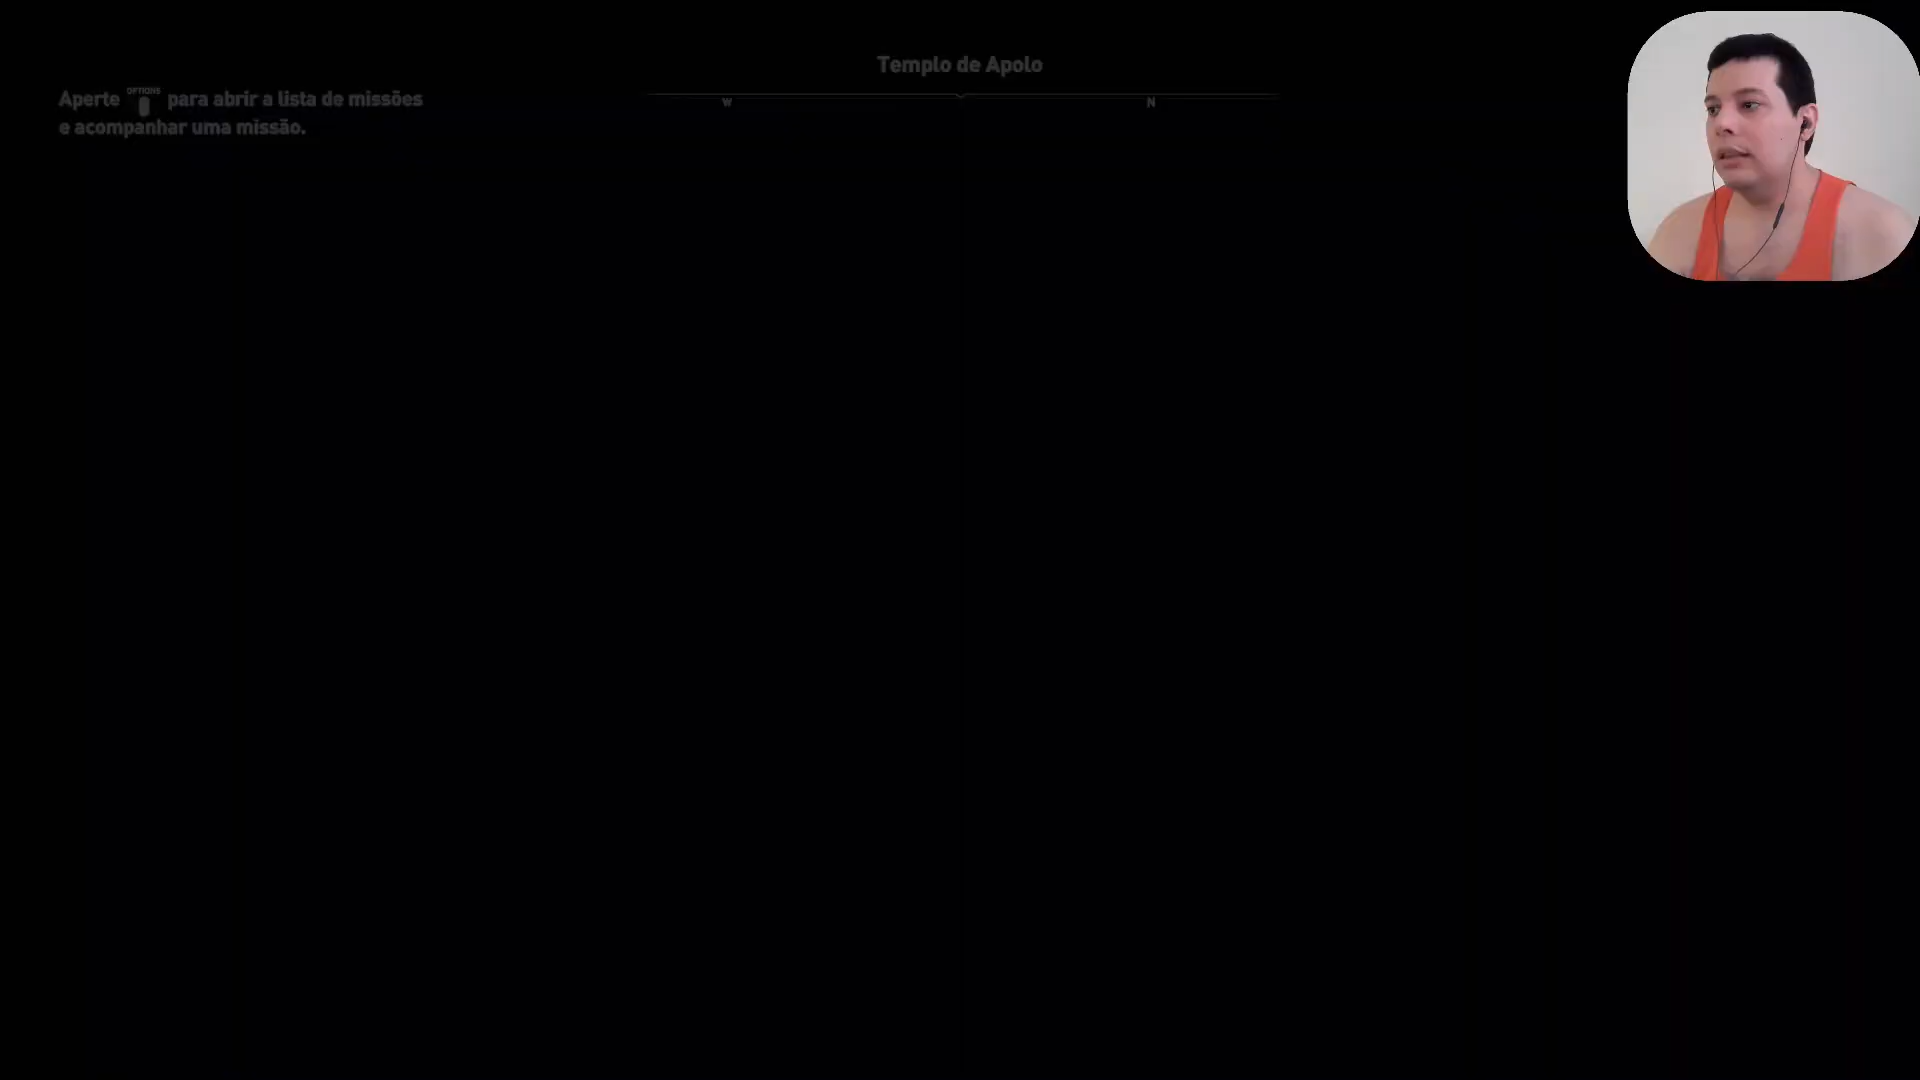 Templo de Apolo
Aperte OPTIONS para abrir a lista de missões
e acompanhar uma missão.
W N